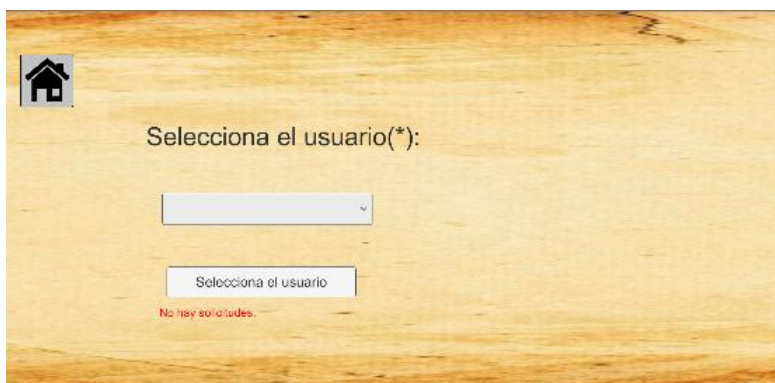 Selecciona el usuario(*):
Selecciona el usuario
No hay solicitudes.